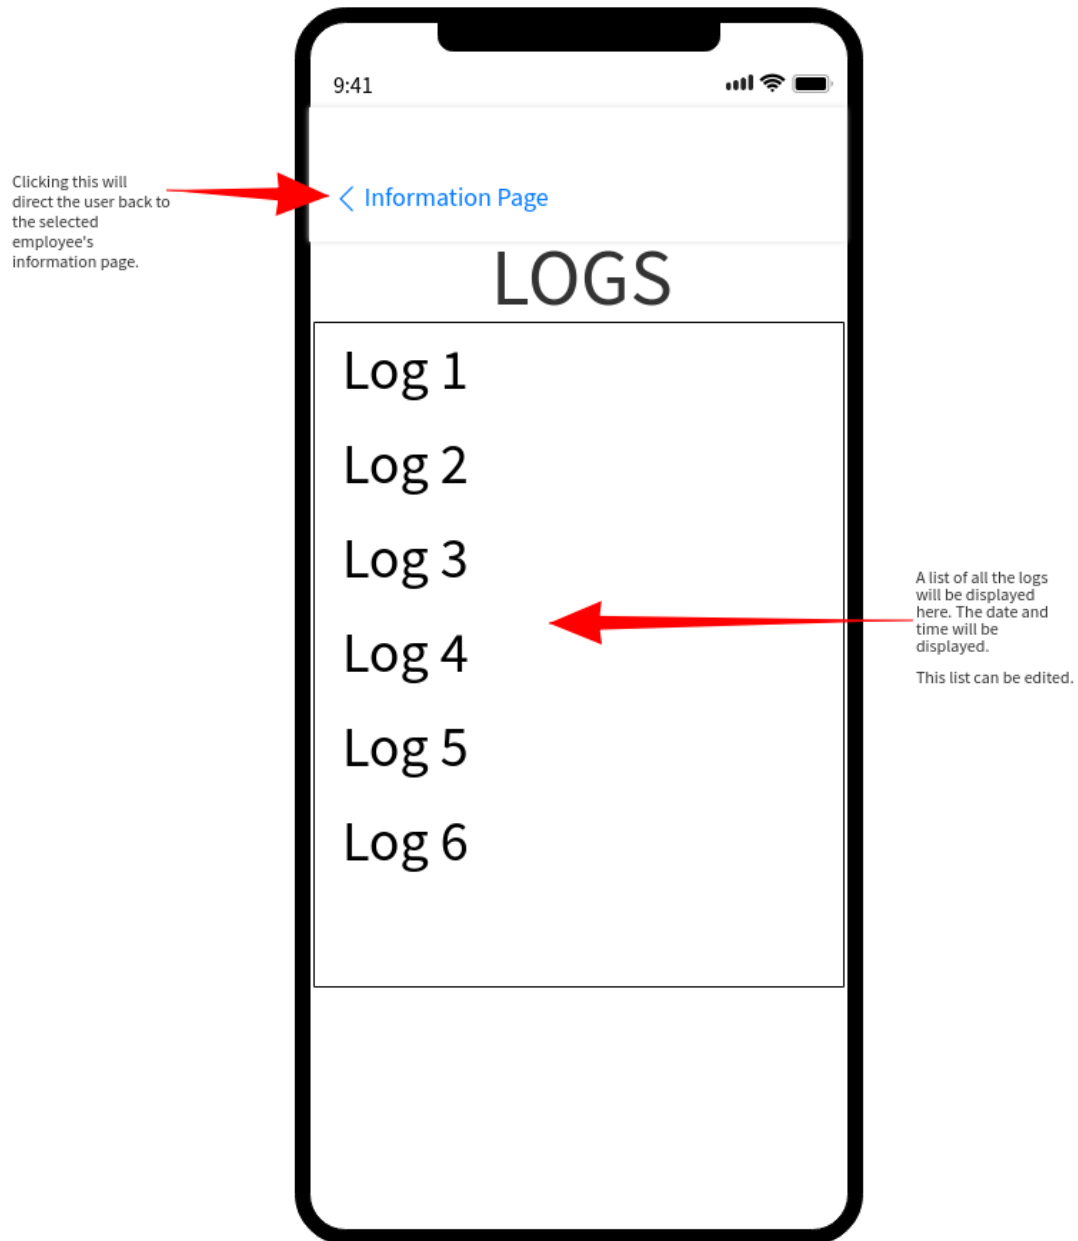 9:41
Clicking this will
direct the user back to
the selected
employee's
information page.
Information Page
LOGS
Log 1
Log 2
Log 3
Log 4
Log 5
Log 6
A list of all the logs
will be displayed
here. The date and
time will be
displayed.
This list can be edited.